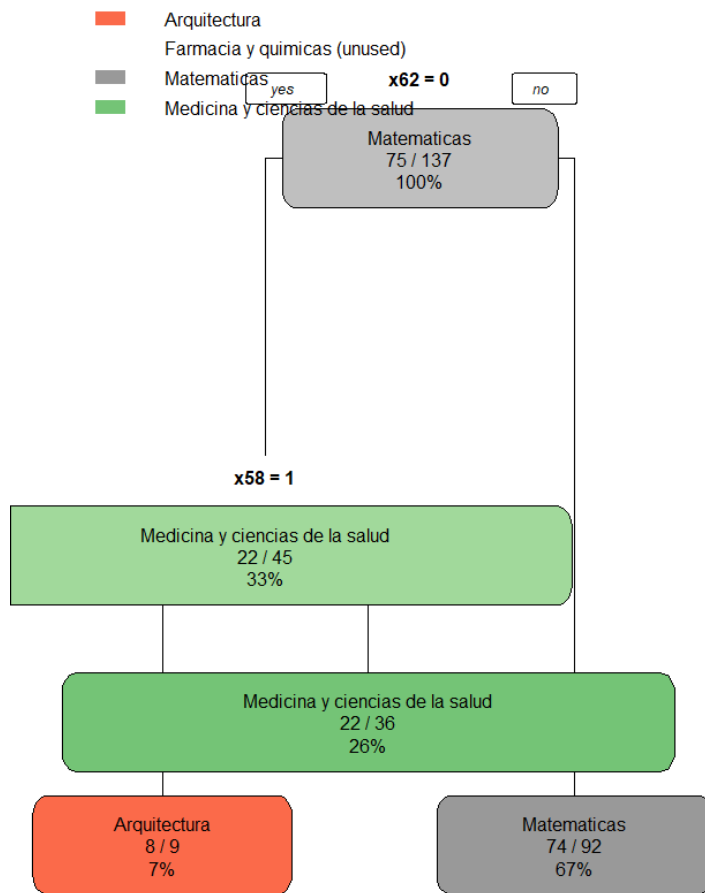 Arquitectura
Farmacia y quimicas (unused)
Matematicas
Medicina y ciencias de la salud
yes
x62 = 0
no
Matematicas
75 / 137
100%
x58 = 1
Medicina y ciencias de la salud
22 / 45
33%
Medicina y ciencias de la salud
22 / 36
26%
Arquitectura
8 / 9
7%
Matematicas
74 / 92
67%